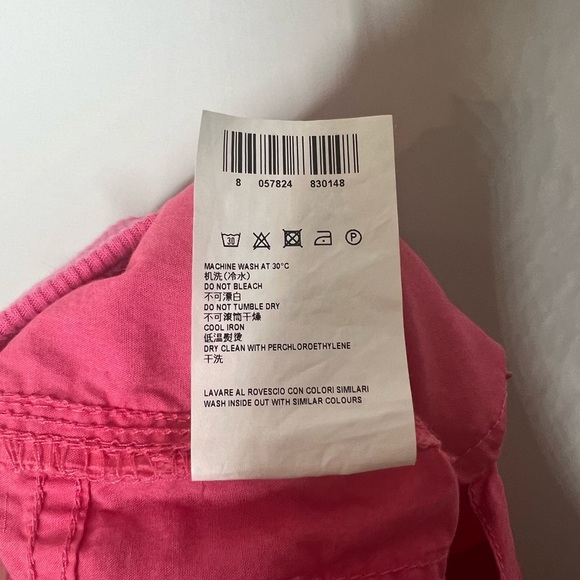 8 057824 830148
30 P
MACHINE WASH AT 30°C
机洗(冷水)
DO NOT BLEACH
不可漂白
DO NOT TUMBLE DRY
不可滾筒干燥
COOL IRON
低温熨烫
DRY CLEAN WITH PERCHLOROETHYLENE
干洗
LAVARE AL ROVESCIO CON COLORI SIMILARI
WASH INSIDE OUT WITH SIMILAR COLOURS